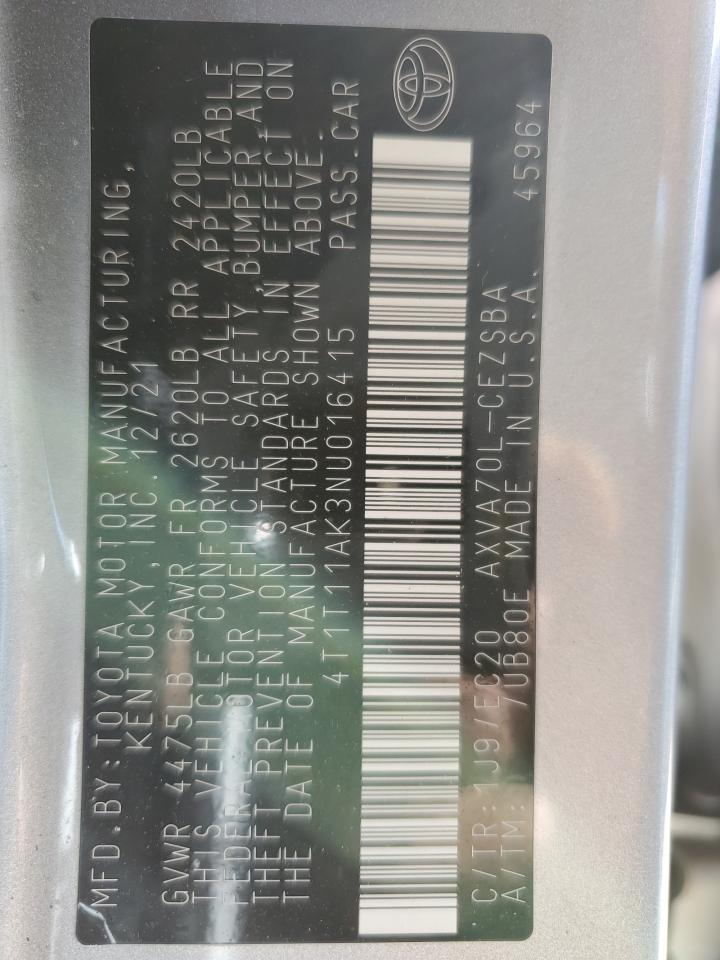 MFD.BY:TOYOTA MOTOR MANUFACTURING,
KENTUCKY, INC. 12/21
GVWR 4475LB GAWR FR 2620LB RR 2420LB
THIS VEHICLE CONFORMS TO ALL APPLICABLE
FEDERAL MOTOR VEHICLE SAFETY,BUMPER AND
THEFT PREVENTION STANDARDS IN EFFECT ON
THE DATE OF MANUFACTURE SHOWN ABOVE.
4T1T11AK3NU016415 PASS.CAR
C/TR:1J9/EC20 AXVA70L-CEZSBA 45964
A/TM: /UB80E MADE IN U.S.A.